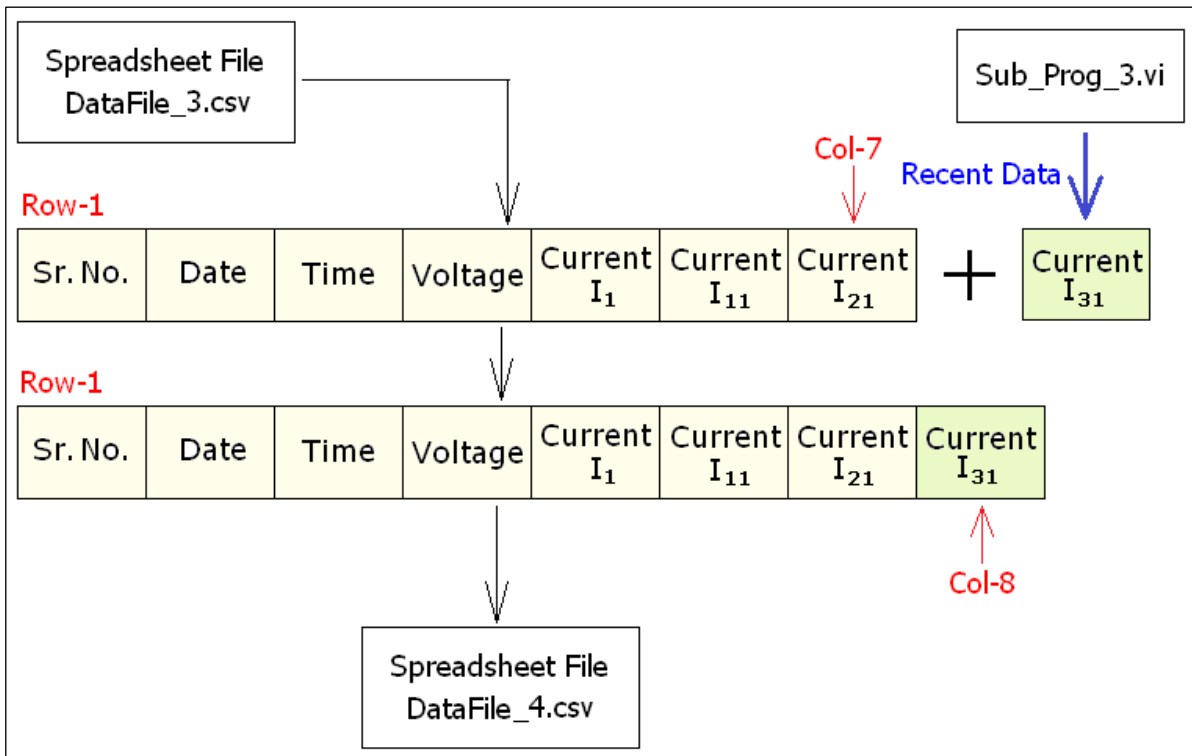 Spreadsheet File
DataFile_3.csv
Sub_Prog_3.vi
Col-7
Recent Data
Row-1
Sr. No.
Date
Time
Voltage
Current
I₁
Current
I₁₁
Current
I₂₁
+
Current
I₃₁
Row-1
Sr. No.
Date
Time
Voltage
Current
I₁
Current
I₁₁
Current
I₂₁
Current
I₃₁
Col-8
Spreadsheet File
DataFile_4.csv